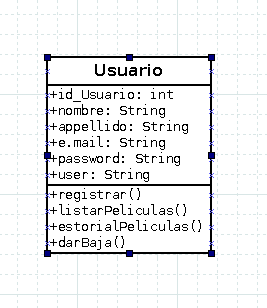 Usuario
+id_Usuario: int
+nombre: String
+appellido: String
+e.mail: String
+password: String
+user: String
+registrar()
+listarPeliculas()
+estorialPeliculas()
+darBaja()